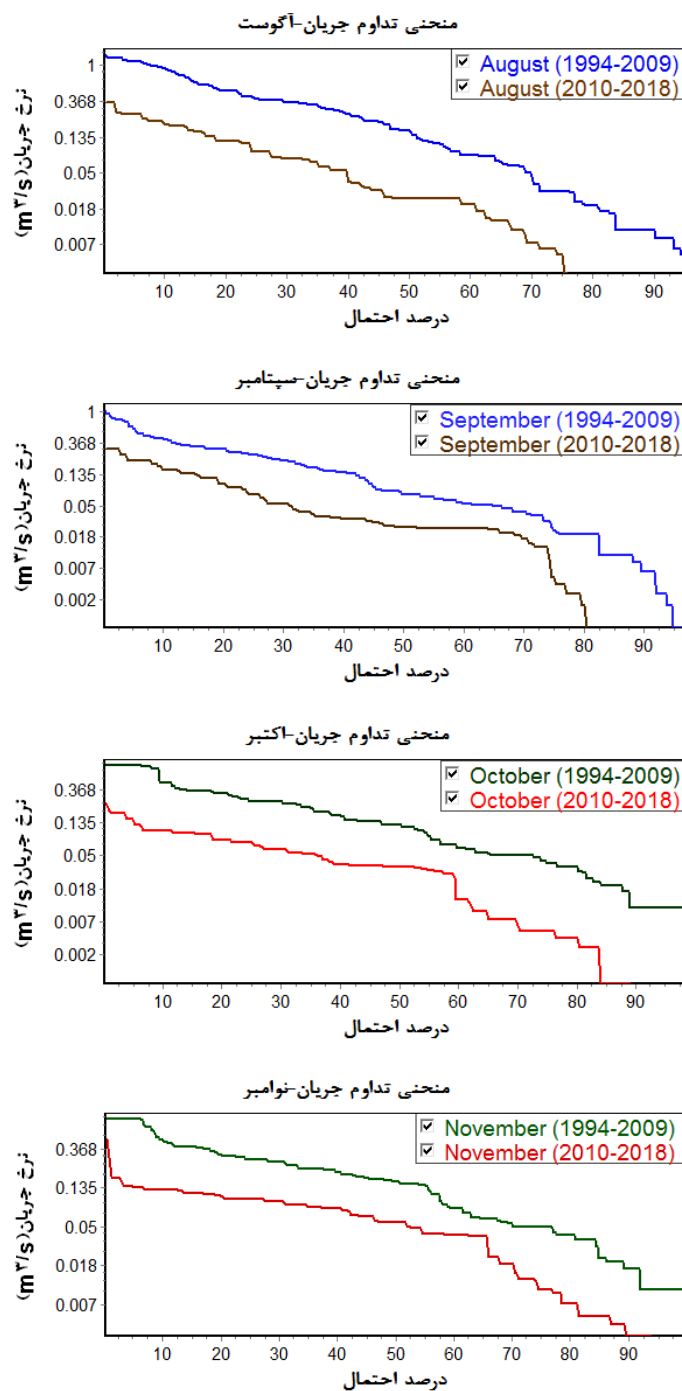 منحنی تداوم جریان-آگوست
August (1994-2009)
August (2010-2018)
نرخ جریان(m³/s)
1
0.368
0.135
0.05
0.018
0.007
10 20 30 40 50 60 70 80 90
درصد احتمال
منحنی تداوم جریان-سپتامبر
September (1994-2009)
September (2010-2018)
نرخ جریان(m³/s)
1
0.368
0.135
0.05
0.018
0.007
0.002
10 20 30 40 50 60 70 80 90
درصد احتمال
منحنی تداوم جریان-اکتبر
October (1994-2009)
October (2010-2018)
نرخ جریان(m³/s)
0.368
0.135
0.05
0.018
0.007
0.002
10 20 30 40 50 60 70 80 90
درصد احتمال
منحنی تداوم جریان-نوامبر
November (1994-2009)
November (2010-2018)
نرخ جریان(m³/s)
0.368
0.135
0.05
0.018
0.007
10 20 30 40 50 60 70 80 90
درصد احتمال